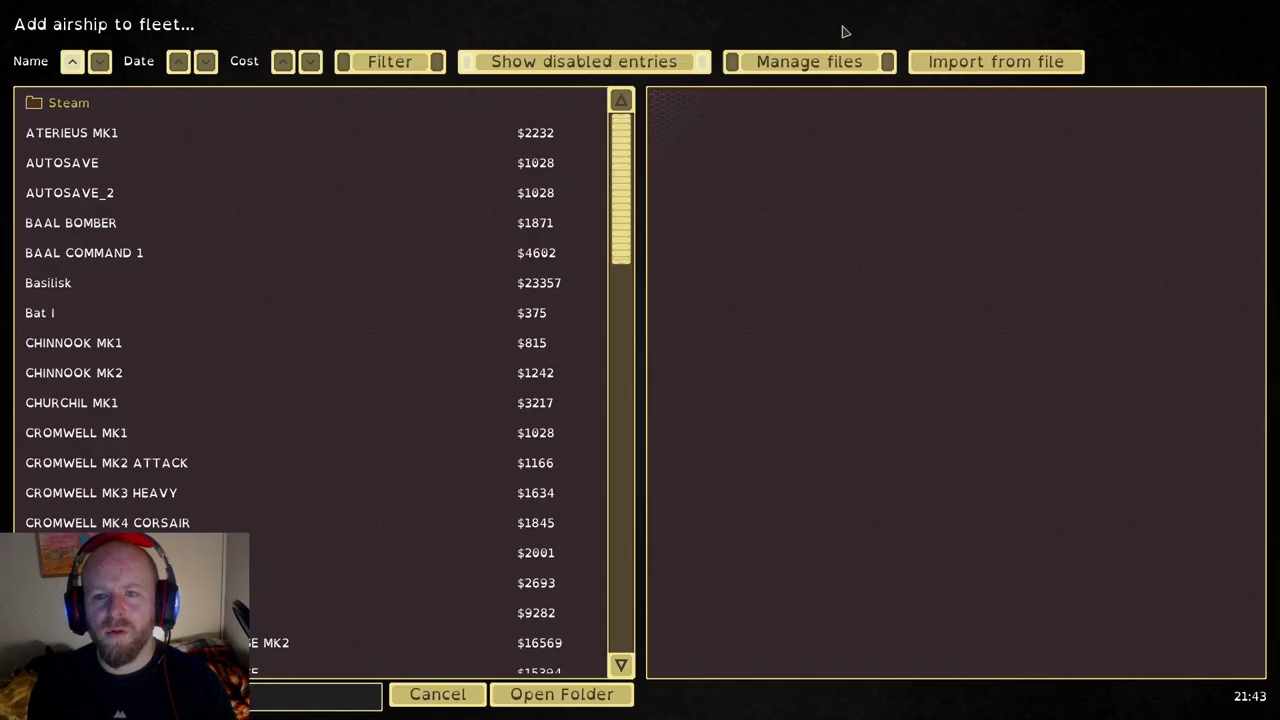 Add airship to fleet...
Name Date Cost Filter Show disabled entries Manage files Import from file
Steam
ATERIEUS MK1 $2232
AUTOSAVE $1028
AUTOSAVE_2 $1028
BAAL BOMBER $1871
BAAL COMMAND 1 $4602
Basilisk $23357
Bat I $375
CHINNOOK MK1 $815
CHINNOOK MK2 $1242
CHURCHIL MK1 $3217
CROMWELL MK1 $1028
CROMWELL MK2 ATTACK $1166
CROMWELL MK3 HEAVY $1634
CROMWELL MK4 CORSAIR $1845
$2001
$2693
$9282
MK2 $16569
$15394
Cancel Open Folder 21:43